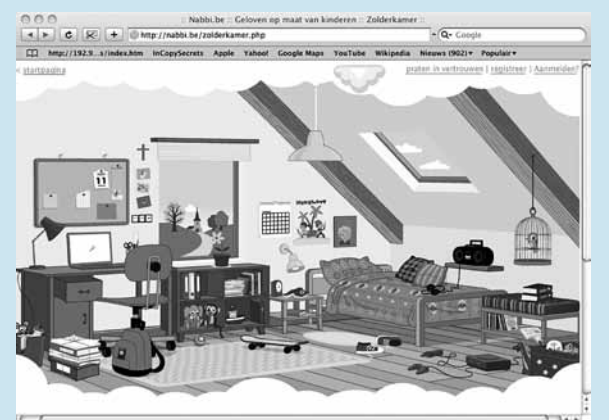 :: Nabbi.be :: Geloven op maat van kinderen :: Zolderkamer ::
http://nabbi.be/zolderkamer.php
Google
http://192.9...s/index.htm InCopySecrets Apple Yahoo! Google Maps YouTube Wikipedia Nieuws (902) Populair
< startpagina
praten in vertrouwen | registreer | Aanmelden?
11